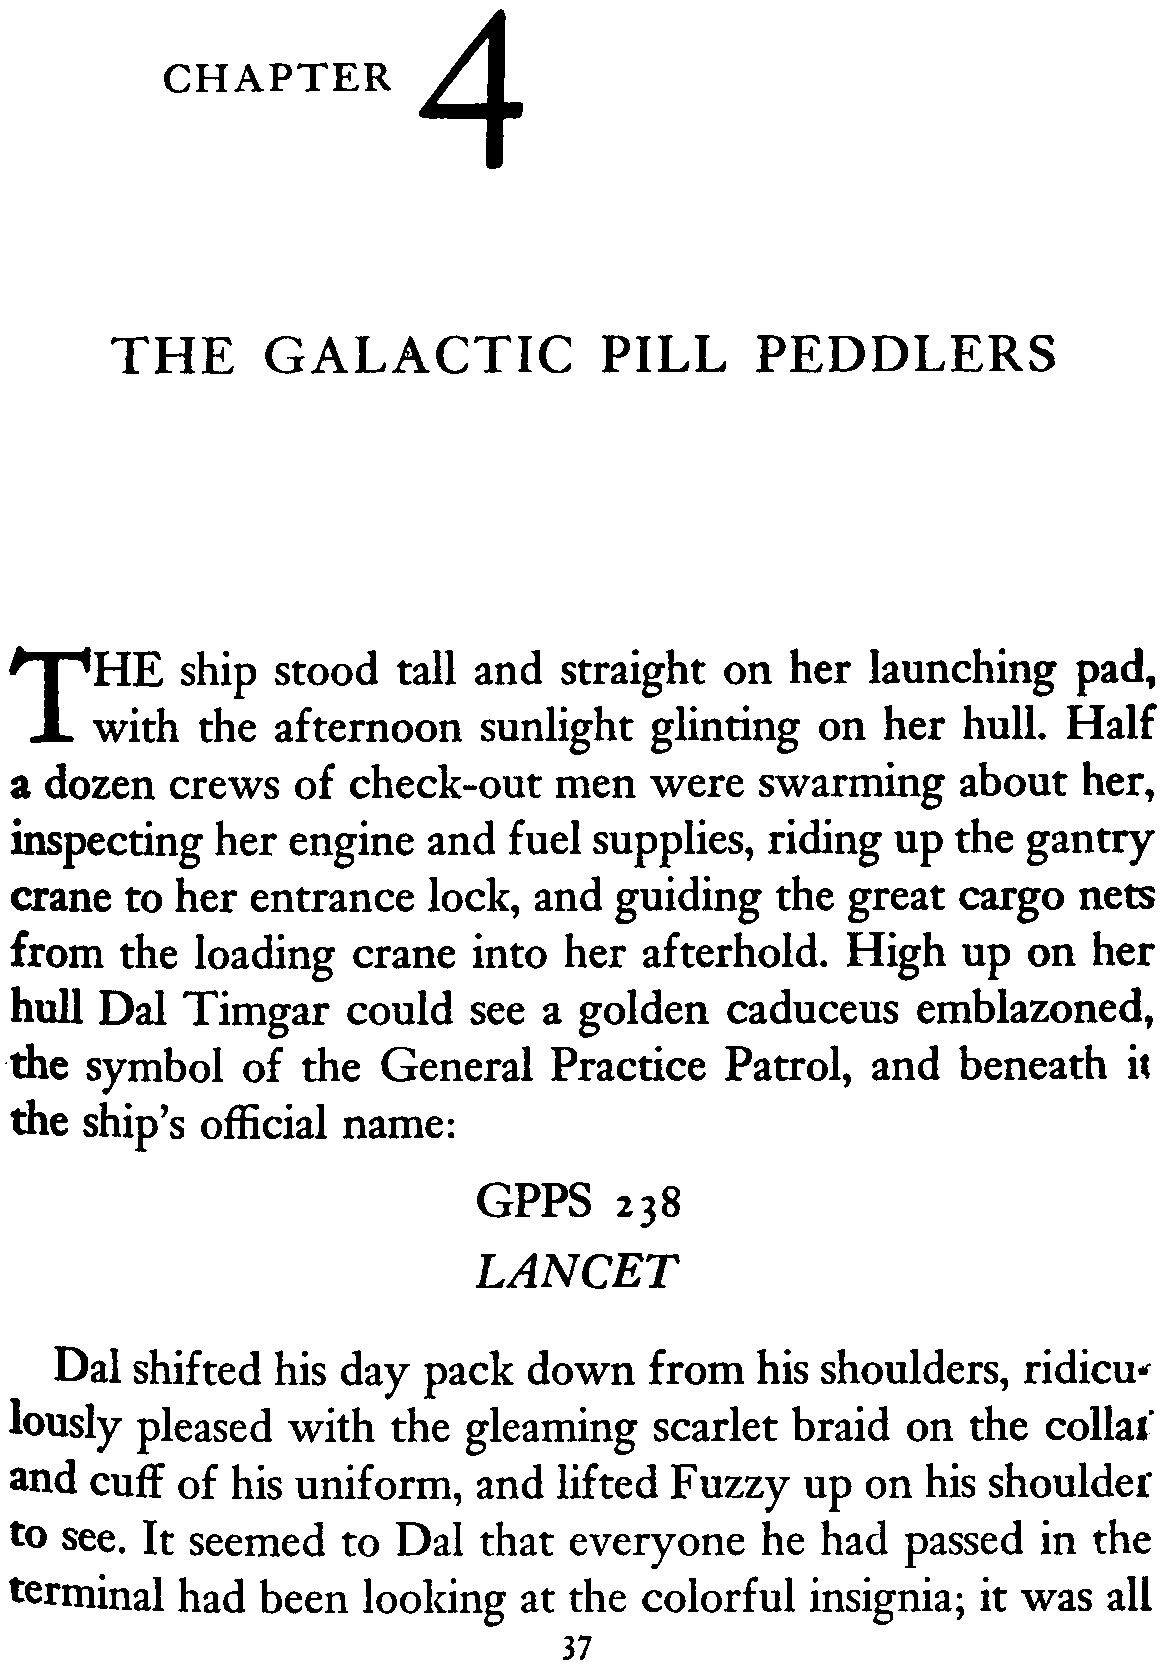 CHAPTER 4
THE GALACTIC PILL PEDDLERS
THE ship stood tall and straight on her launching pad,
with the afternoon sunlight glinting on her hull. Half
a dozen crews of check-out men were swarming about her,
inspecting her engine and fuel supplies, riding up the gantry
crane to her entrance lock, and guiding the great cargo nets
from the loading crane into her afterhold. High up on her
hull Dal Timgar could see a golden caduceus emblazoned,
the symbol of the General Practice Patrol, and beneath it
the ship's official name:
GPPS 238
LANCET
Dal shifted his day pack down from his shoulders, ridicu-
lously pleased with the gleaming scarlet braid on the collar
and cuff of his uniform, and lifted Fuzzy up on his shoulder
to see. It seemed to Dal that everyone he had passed in the
terminal had been looking at the colorful insignia; it was all
37